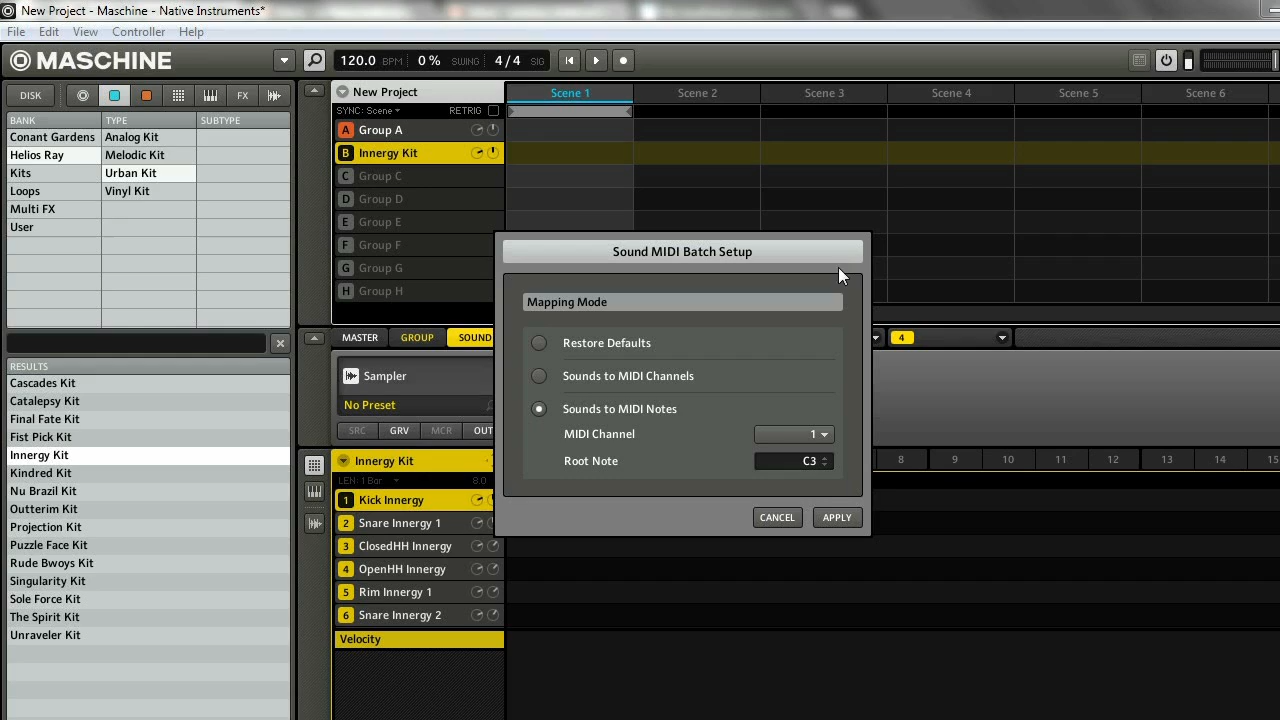 New Project - Maschine - Native Instruments*
File Edit View Controller Help
MASCHINE 120.0 BPM 0% SWING 4/4 SIG
DISK FX
BANK TYPE SUBTYPE
Conant Gardens Analog Kit
Helios Ray Melodic Kit
Kits Urban Kit
Loops Vinyl Kit
Multi FX
User
RESULTS
Cascades Kit
Catalepsy Kit
Final Fate Kit
Fist Pick Kit
Innergy Kit
Kindred Kit
Nu Brazil Kit
Outterim Kit
Projection Kit
Puzzle Face Kit
Rude Bwoys Kit
Singularity Kit
Sole Force Kit
The Spirit Kit
Unraveler Kit
New Project Scene 1 Scene 2 Scene 3 Scene 4 Scene 5 Scene 6
SYNC: Scene RETRIG
A Group A
B Innergy Kit
C Group C
D Group D
E Group E
F Group F
G Group G
H Group H
MASTER GROUP SOUND 4
Sampler
No Preset
SRC GRV MCR OUT
Innergy Kit 8 9 10 11 12 13 14 15
LEN: 1 Bar 8.0
1 Kick Innergy
2 Snare Innergy 1
3 ClosedHH Innergy
4 OpenHH Innergy
5 Rim Innergy 1
6 Snare Innergy 2
Velocity
Sound MIDI Batch Setup
Mapping Mode
Restore Defaults
Sounds to MIDI Channels
Sounds to MIDI Notes
MIDI Channel 1
Root Note C3
CANCEL APPLY